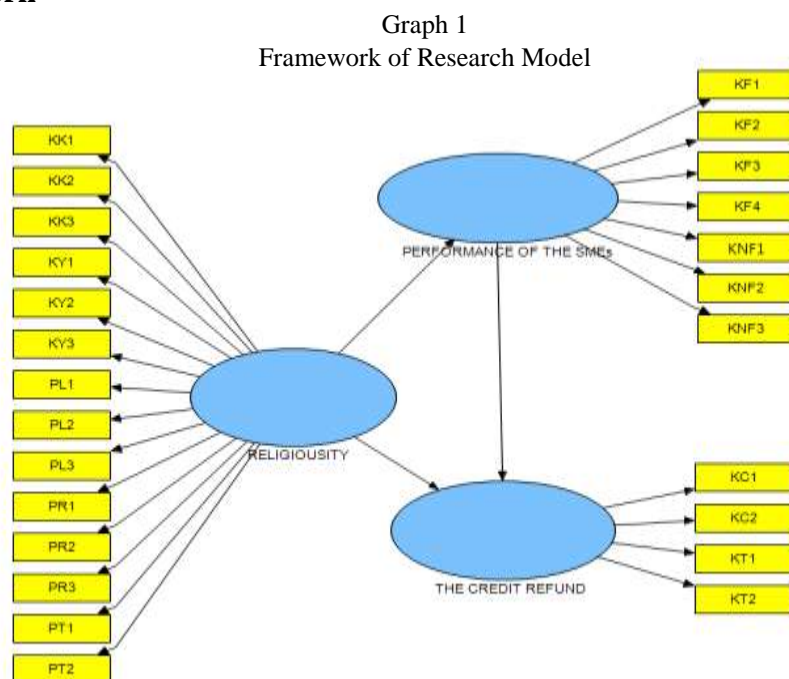 Graph 1
Framework of Research Model
KK1
KK2
KK3
KY1
KY2
KY3
PL1
PL2
PL3
PR1
PR2
PR3
PT1
PT2
RELIGIOUSITY
PERFORMANCE OF THE SMEs
THE CREDIT REFUND
KF1
KF2
KF3
KF4
KNF1
KNF2
KNF3
KC1
KC2
KT1
KT2